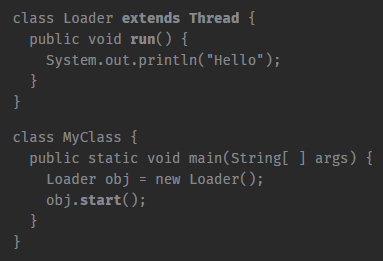 class Loader extends Thread {
  public void run() {
    System.out.println("Hello");
  }
}
class MyClass {
  public static void main(String[ ] args) {
    Loader obj = new Loader();
    obj.start();
  }
}